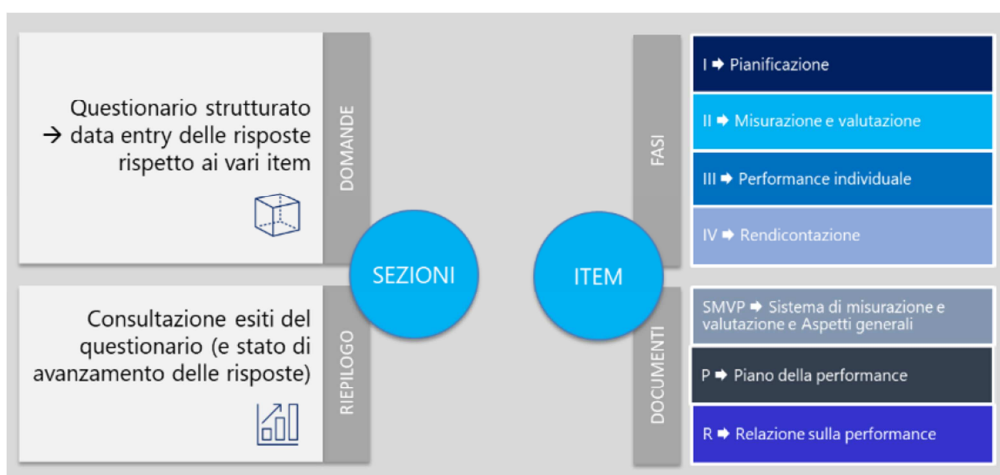 Questionario strutturato
→ data entry delle risposte
rispetto ai vari item
DOMANDE
Consultazione esiti del
questionario (e stato di
avanzamento delle risposte)
RIEPILOGO
SEZIONI
ITEM
FASI
I ➡ Pianificazione
II ➡ Misurazione e valutazione
III ➡ Performance individuale
IV ➡ Rendicontazione
DOCUMENTI
SMVP ➡ Sistema di misurazione e
valutazione e Aspetti generali
P ➡ Piano della performance
R ➡ Relazione sulla performance